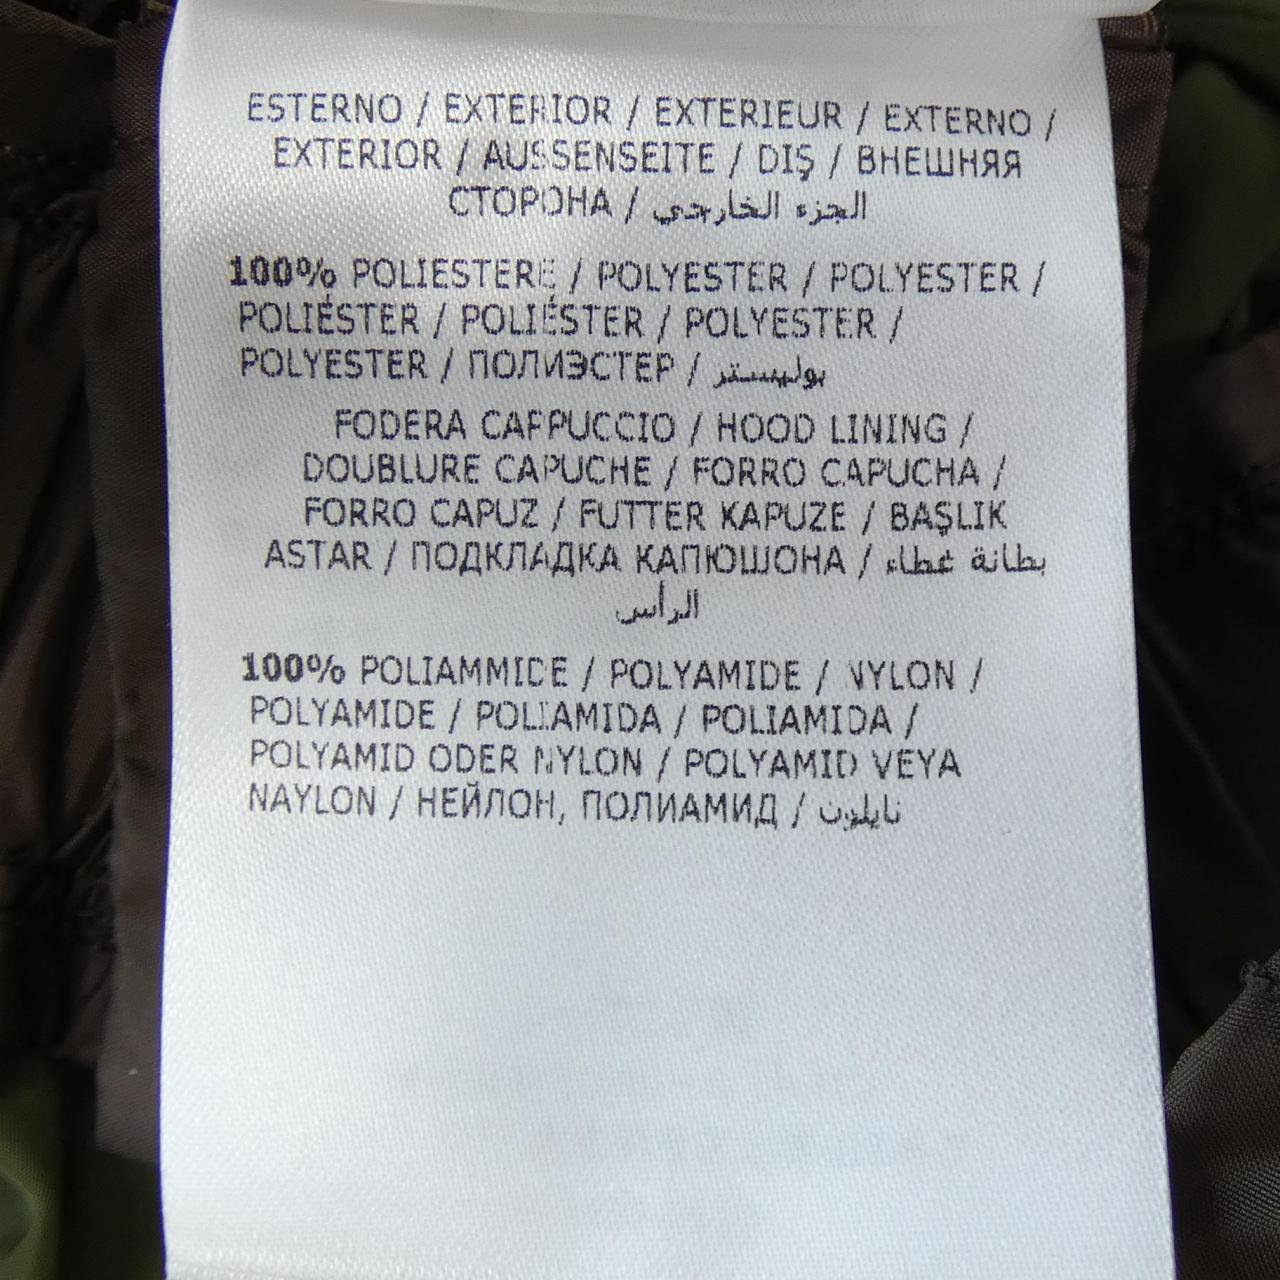 ESTERNO / EXTERIOR / EXTERIEUR / EXTERNO /
EXTERIOR / AUSSENSEITE / DIŞ / ВНЕШНЯЯ
СТОРОНА / الجزء الخارجي
100% POLIESTERE / POLYESTER / POLYESTER /
POLIÉSTER / POLIÉSTER / POLYESTER /
POLYESTER / ПОЛИЭСТЕР / بوليستر
FODERA CAPPUCCIO / HOOD LINING /
DOUBLURE CAPUCHE / FORRO CAPUCHA /
FORRO CAPUZ / FUTTER KAPUZE / BAŞLIK
ASTAR / ПОДКЛАДКА КАПЮШОНА / بطانة غطاء
الرأس
100% POLIAMMIDE / POLYAMIDE / NYLON /
POLYAMIDE / POLIAMIDA / POLIAMIDA /
POLYAMID ODER NYLON / POLYAMID VEYA
NAYLON / НЕЙЛОН, ПОЛИАМИД / نايلون